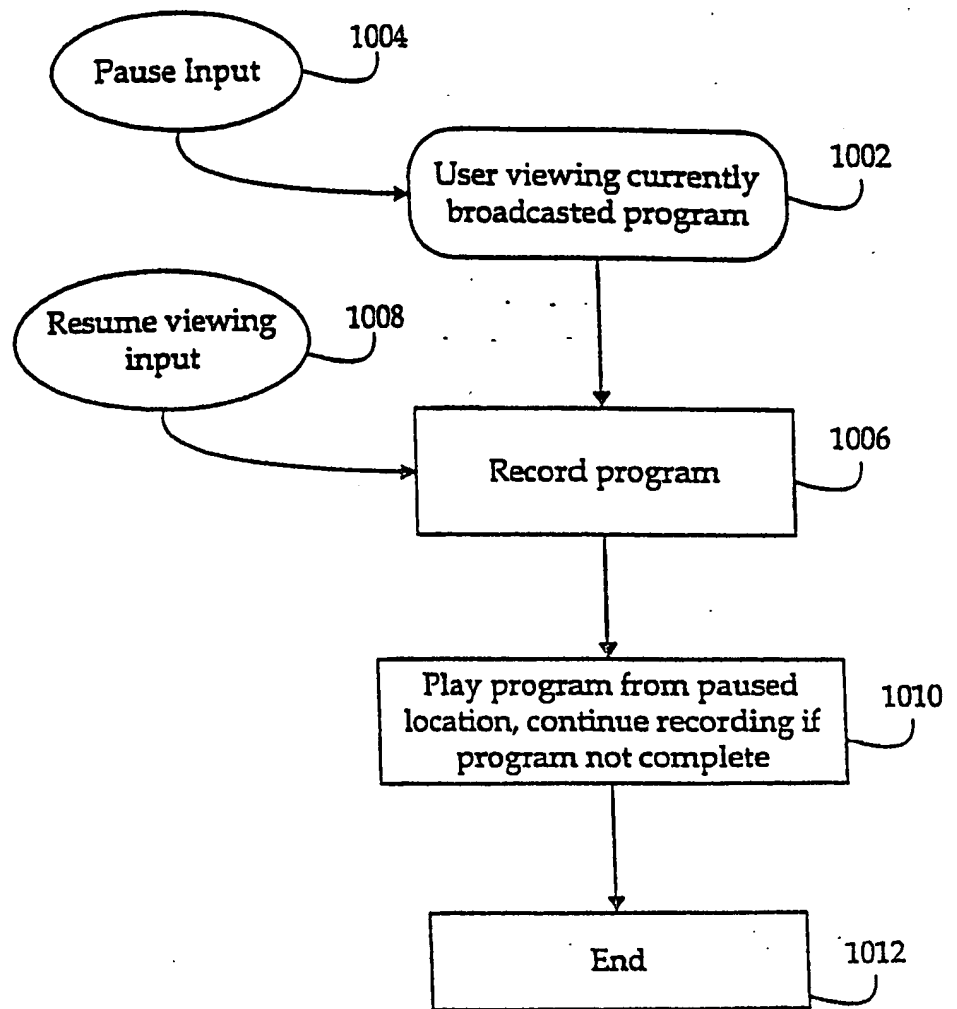 1004
Pause Input
1002
User viewing currently
broadcasted program
1008
Resume viewing
input
1006
Record program
1010
Play program from paused
location, continue recording if
program not complete
End
1012